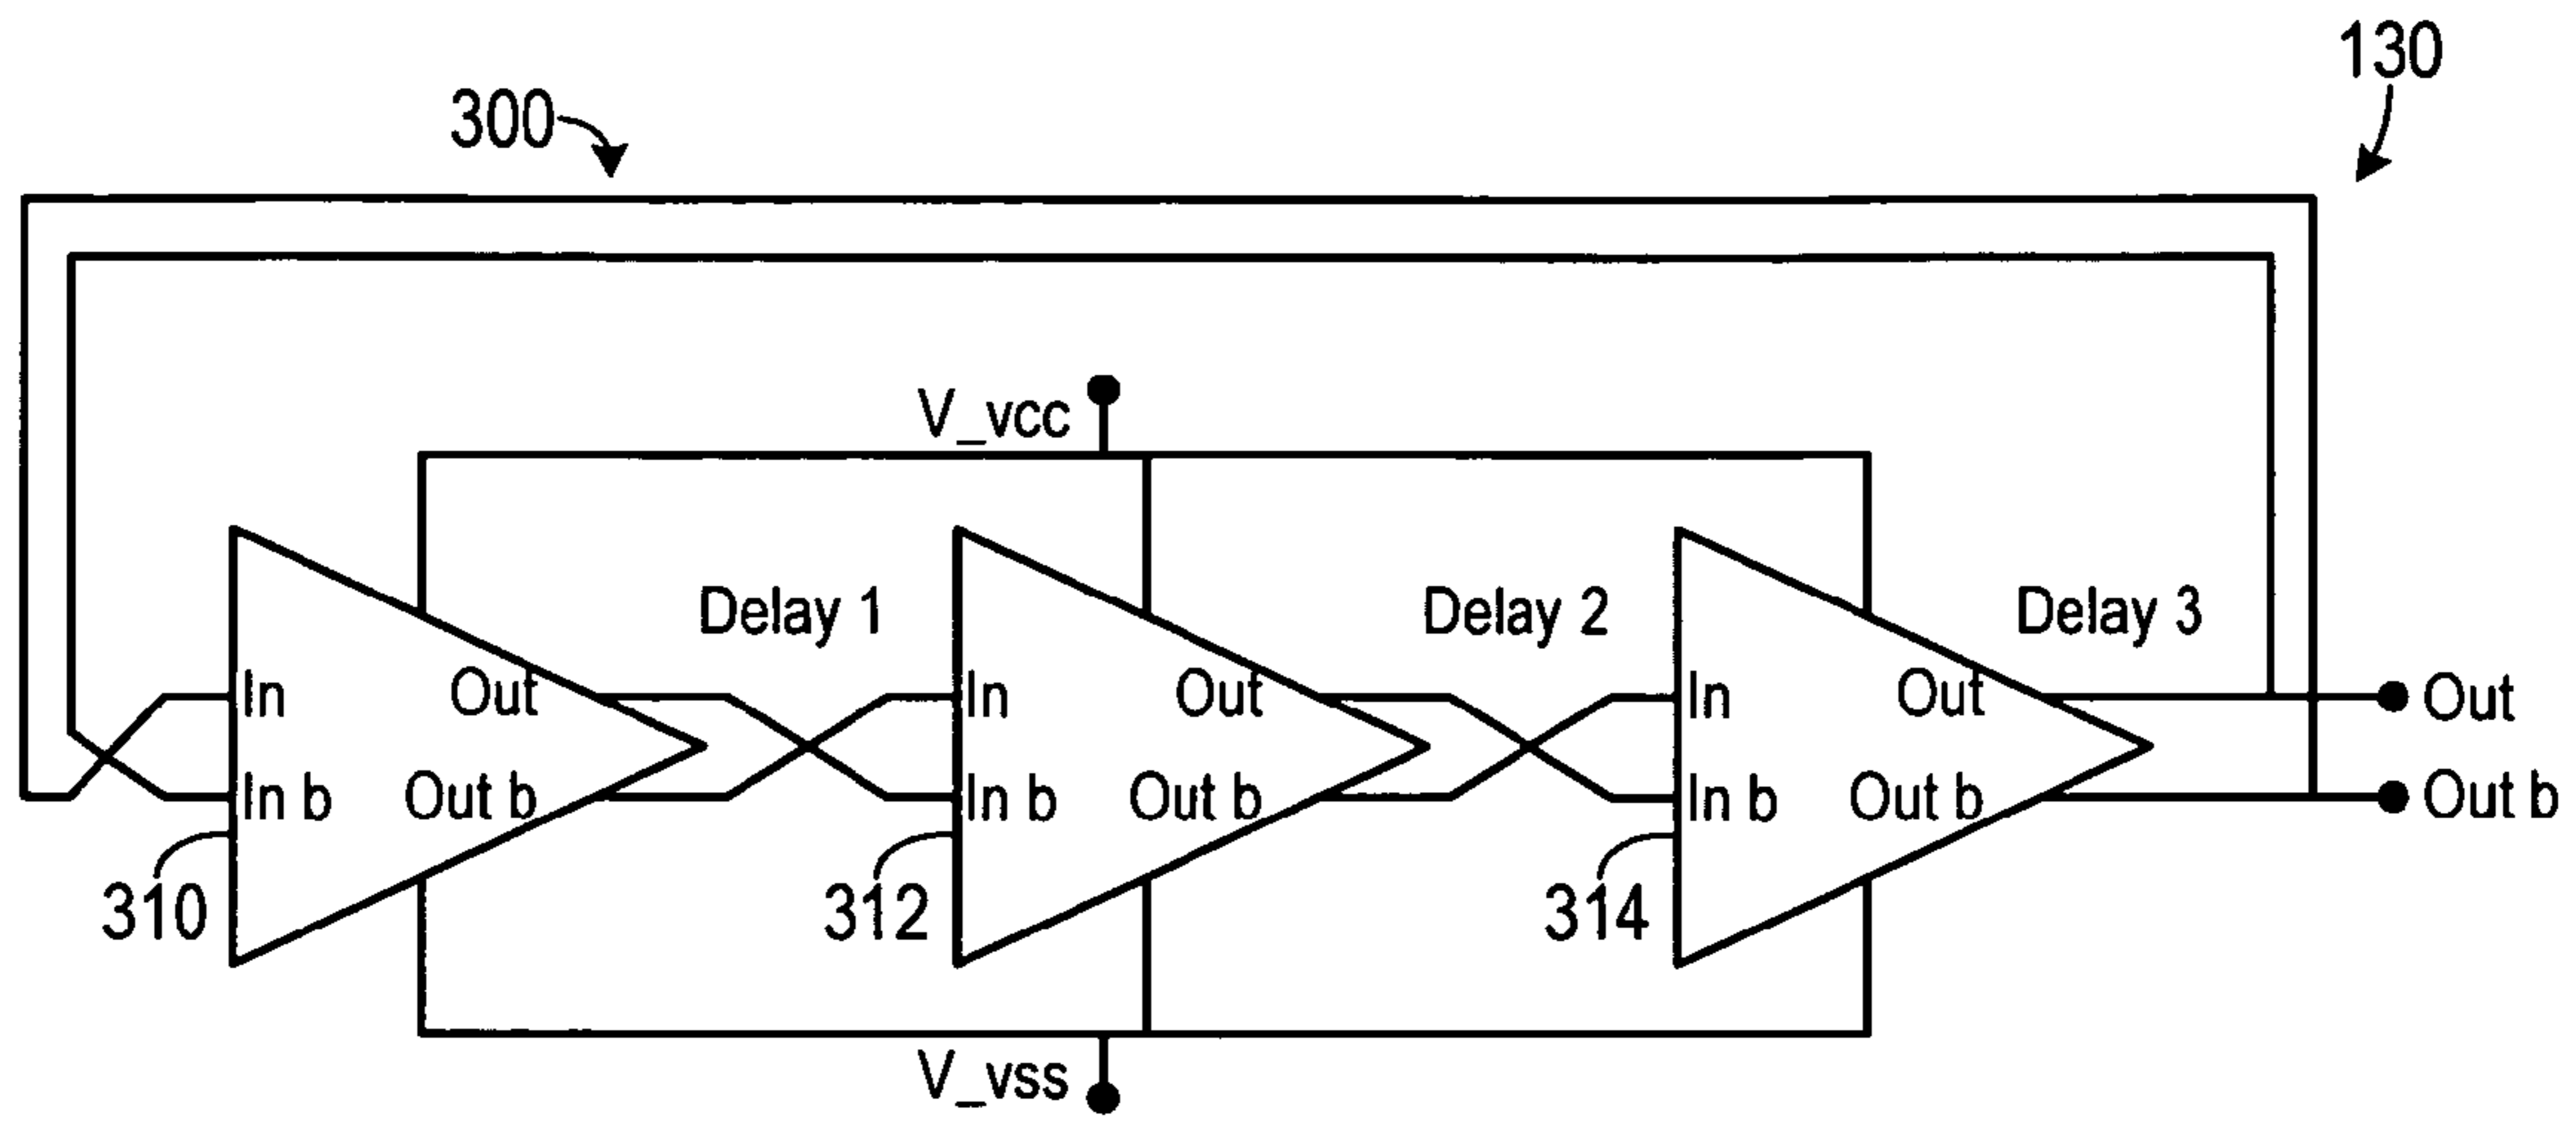 130
300
V_vcc
Delay 1
Delay 2
Delay 3
In
Out
In
Out
In
Out
Out
In b
Out b
In b
Out b
In b
Out b
Out b
310
312
314
V_vss